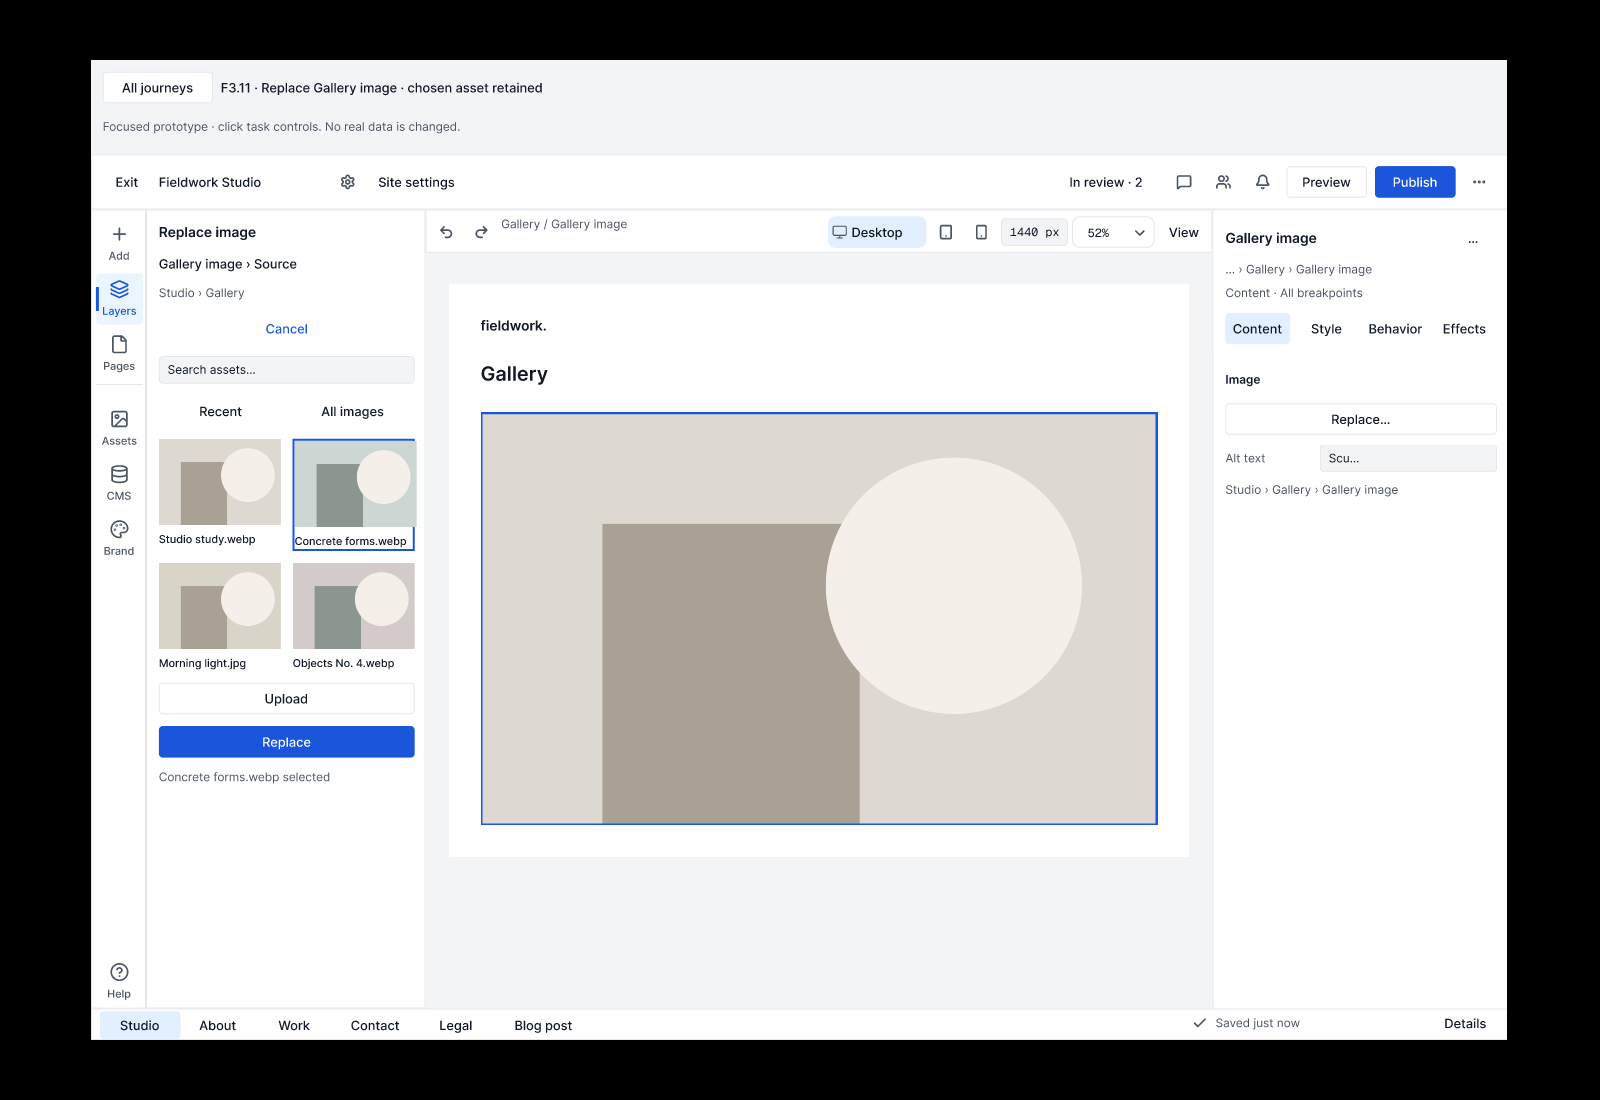 All journeys
F3.11 · Replace Gallery image · chosen asset retained
Focused prototype · click task controls. No real data is changed.
Exit
Fieldwork Studio
Site settings
In review · 2
Preview
Publish
Add
Layers
Pages
Assets
CMS
Brand
Help
Replace image
Gallery image › Source
Studio › Gallery
Cancel
Search assets...
Recent
All images
Studio study.webp
Concrete forms.webp
Morning light.jpg
Objects No. 4.webp
Upload
Replace
Concrete forms.webp selected
Gallery / Gallery image
Desktop
1440 px
52%
View
fieldwork.
Gallery
Gallery image
...
... › Gallery › Gallery image
Content · All breakpoints
Content
Style
Behavior
Effects
Image
Replace...
Alt text
Scu...
Studio › Gallery › Gallery image
Studio
About
Work
Contact
Legal
Blog post
Saved just now
Details